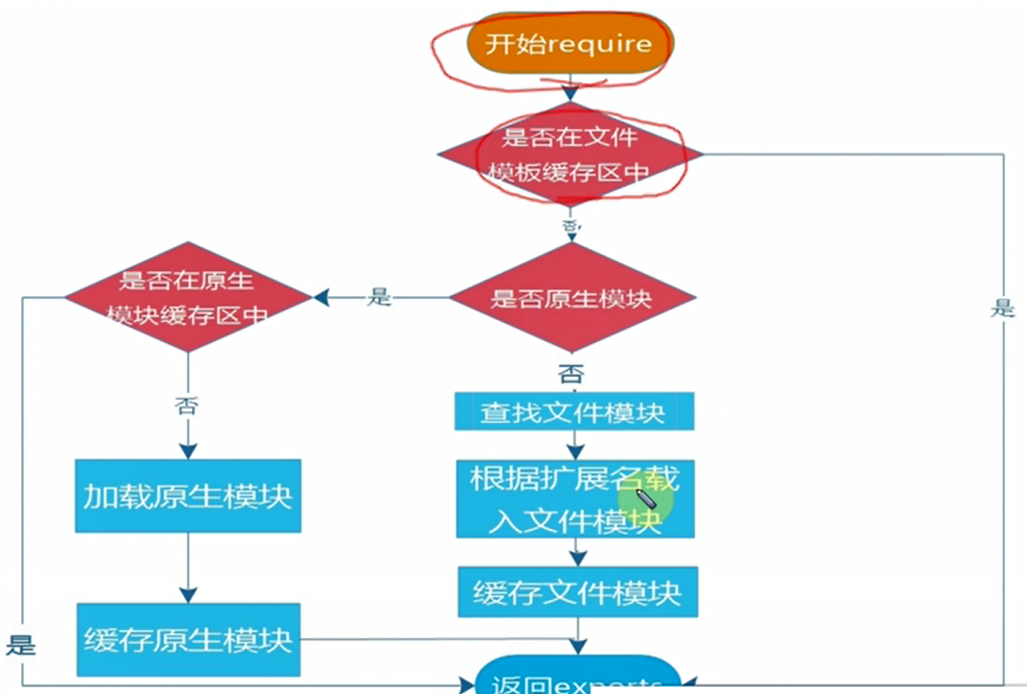 开始require
是否在文件
模板缓存区中
否
是否在原生
模块缓存区中
是
是否原生模块
是
否
否
查找文件模块
加载原生模块
根据扩展名载
入文件模块
缓存文件模块
是
缓存原生模块
返回exports